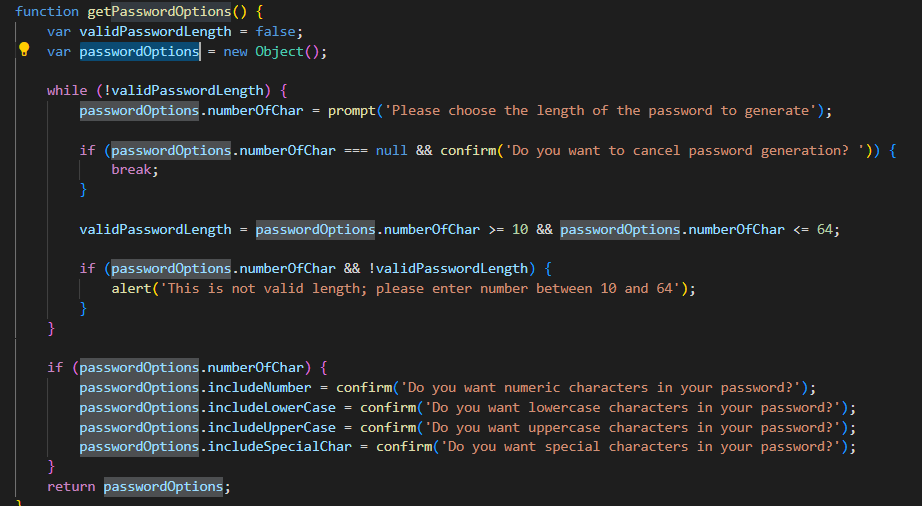 function getPasswordOptions() {
var validPasswordLength = false;
var passwordOptions = new Object();
while (!validPasswordLength) {
passwordOptions.numberOfChar = prompt('Please choose the length of the password to generate');
if (passwordOptions.numberOfChar === null && confirm('Do you want to cancel password generation? ')) {
break;
}
validPasswordLength = passwordOptions.numberOfChar >= 10 && passwordOptions.numberOfChar <= 64;
if (passwordOptions.numberOfChar && !validPasswordLength) {
alert('This is not valid length; please enter number between 10 and 64');
}
}
if (passwordOptions.numberOfChar) {
passwordOptions.includeNumber = confirm('Do you want numeric characters in your password?');
passwordOptions.includeLowerCase = confirm('Do you want lowercase characters in your password?');
passwordOptions.includeUpperCase = confirm('Do you want uppercase characters in your password?');
passwordOptions.includeSpecialChar = confirm('Do you want special characters in your password?');
}
return passwordOptions;
}